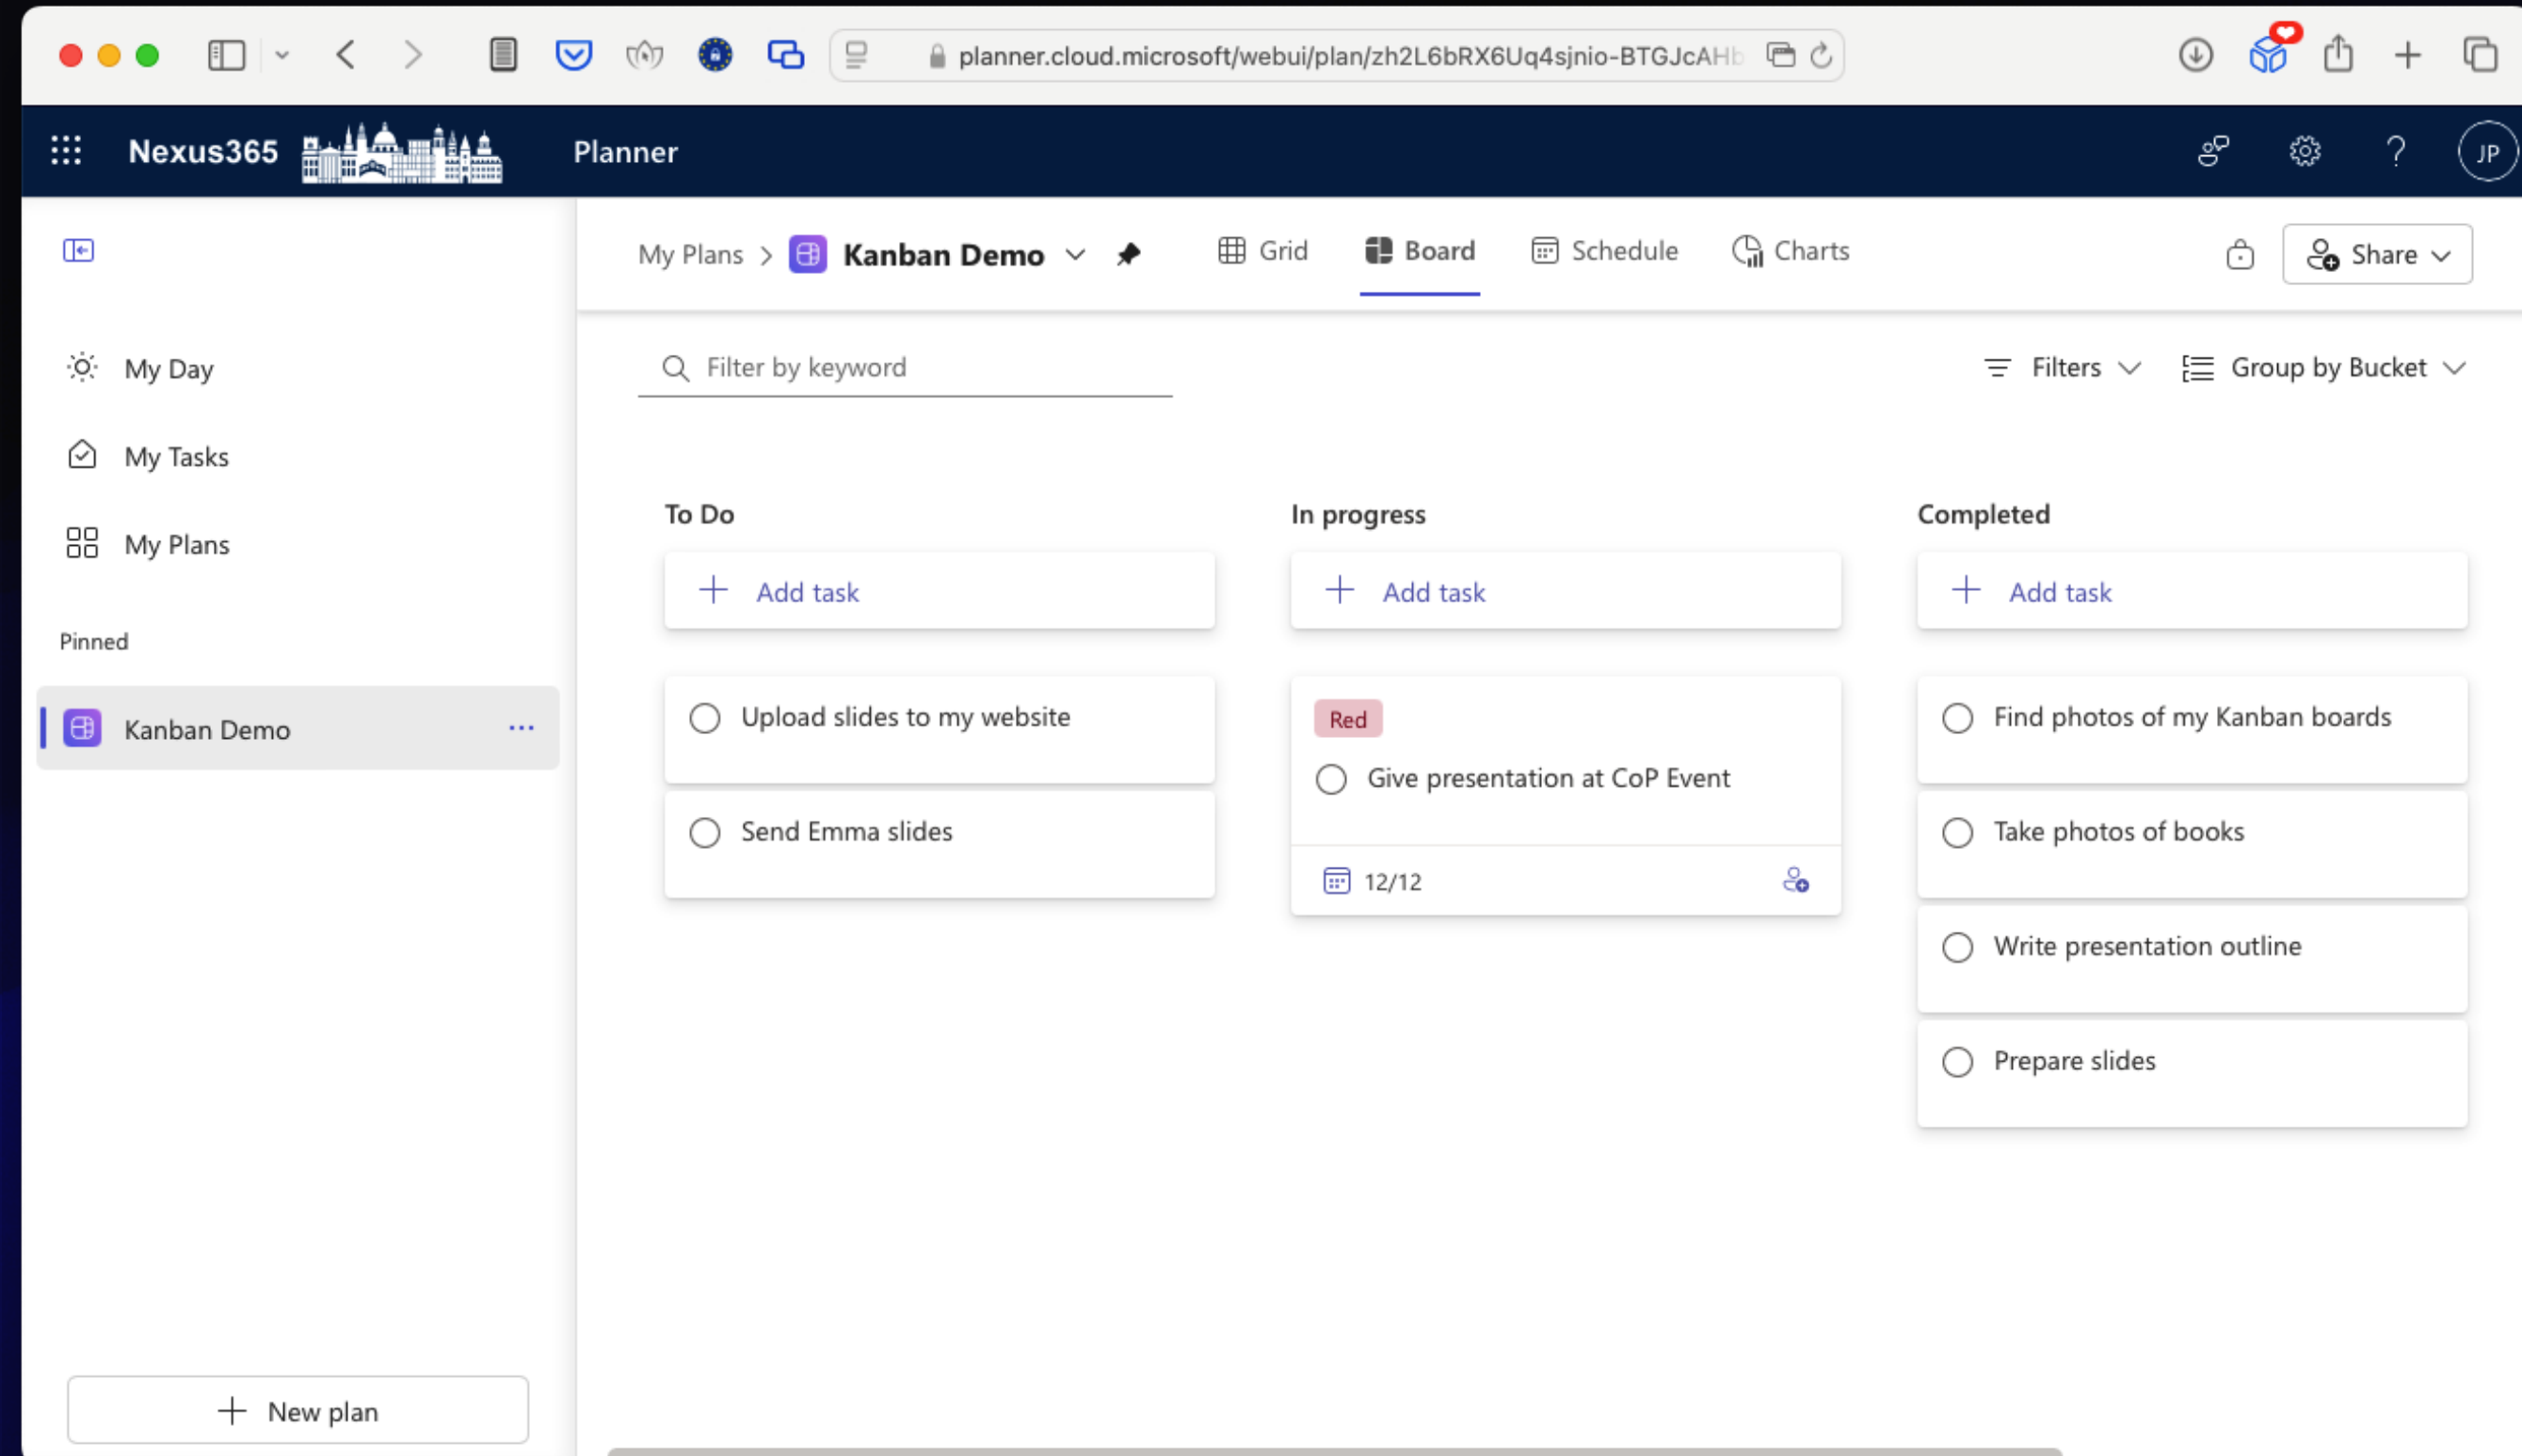 planner.cloud.microsoft/webui/plan/zh2L6bRX6Uq4sjnio-BTGJcAHb
Nexus365
Planner
JP
My Plans > Kanban Demo
Grid
Board
Schedule
Charts
Share
My Day
My Tasks
My Plans
Pinned
Kanban Demo
New plan
Filter by keyword
Filters
Group by Bucket
To Do
Add task
Upload slides to my website
Send Emma slides
In progress
Add task
Red
Give presentation at CoP Event
12/12
Completed
Add task
Find photos of my Kanban boards
Take photos of books
Write presentation outline
Prepare slides